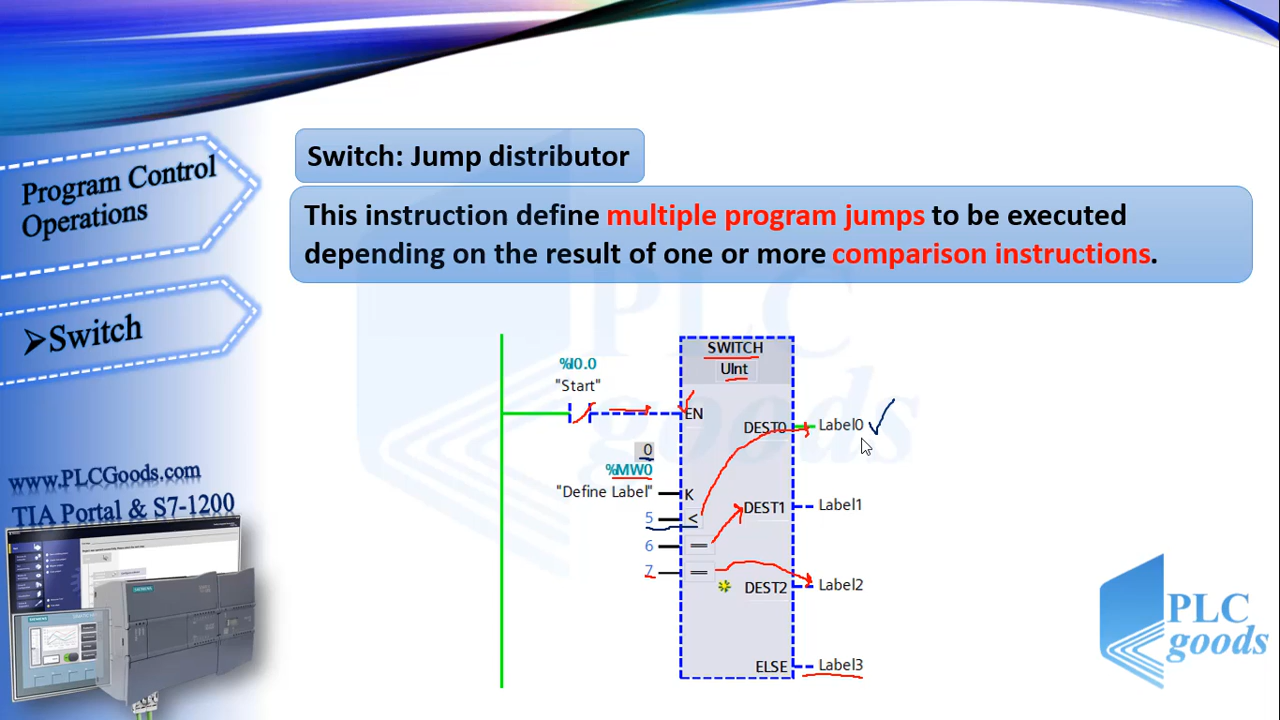 Program Control
Operations
➢Switch
www.PLCGoods.com
TIA Portal & S7-1200
Switch: Jump distributor
This instruction define multiple program jumps to be executed
depending on the result of one or more comparison instructions.
PLC
goods
%I0.0
"Start"
SWITCH
UInt
EN
DEST0
Label0
0
%MW0
"Define Label"
K
5
<
DEST1
Label1
6
==
7
==
DEST2
Label2
ELSE
Label3
PLC
goods